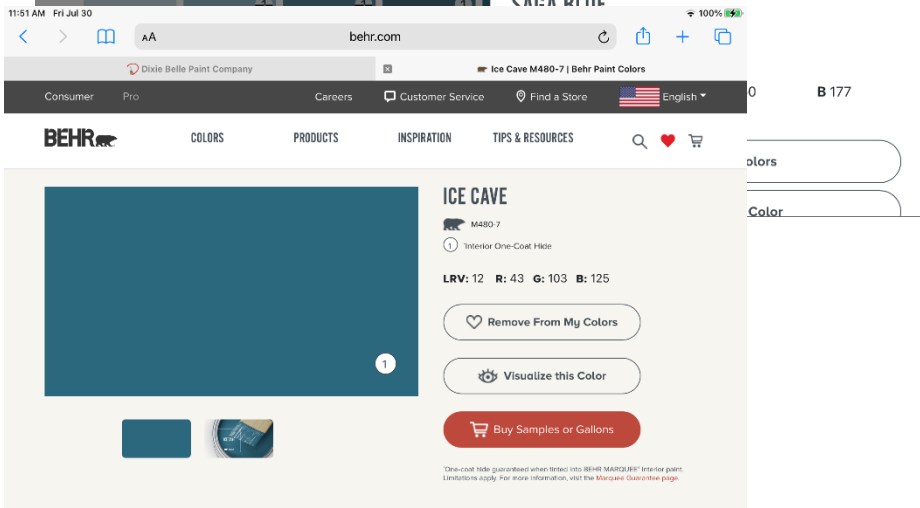 SAGA BLUE
11:51 AM Fri Jul 30
100%
AA
behr.com
Dixie Belle Paint Company
Ice Cave M480-7 | Behr Paint Colors
Consumer
Pro
Careers
Customer Service
Find a Store
English
0
B 177
BEHR
COLORS
PRODUCTS
INSPIRATION
TIPS & RESOURCES
olors
Color
ICE CAVE
M480-7
1
¹Interior One-Coat Hide
LRV: 12 R: 43 G: 103 B: 125
Remove From My Colors
1
Visualize this Color
Buy Samples or Gallons
¹One-coat hide guaranteed when tinted into BEHR MARQUEE® Interior paint.
Limitations apply. For more information, visit the Marquee Guarantee page.